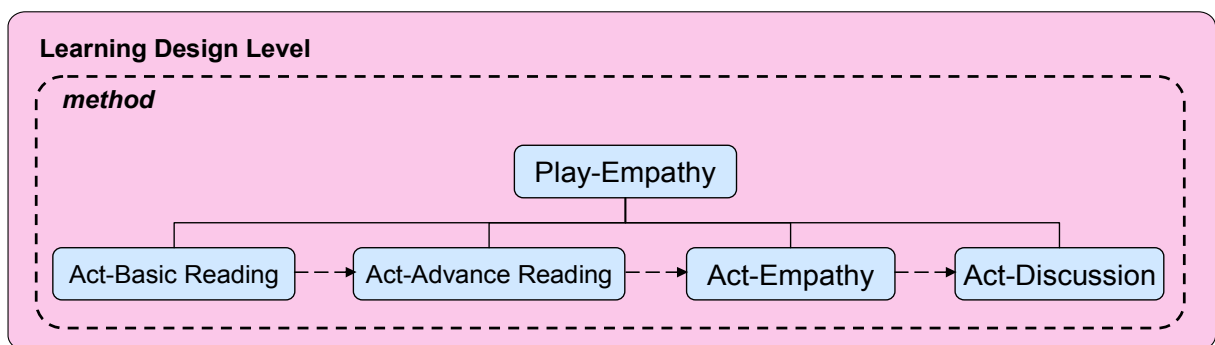 Learning Design Level
method
Play-Empathy
Act-Basic Reading
Act-Advance Reading
Act-Empathy
Act-Discussion